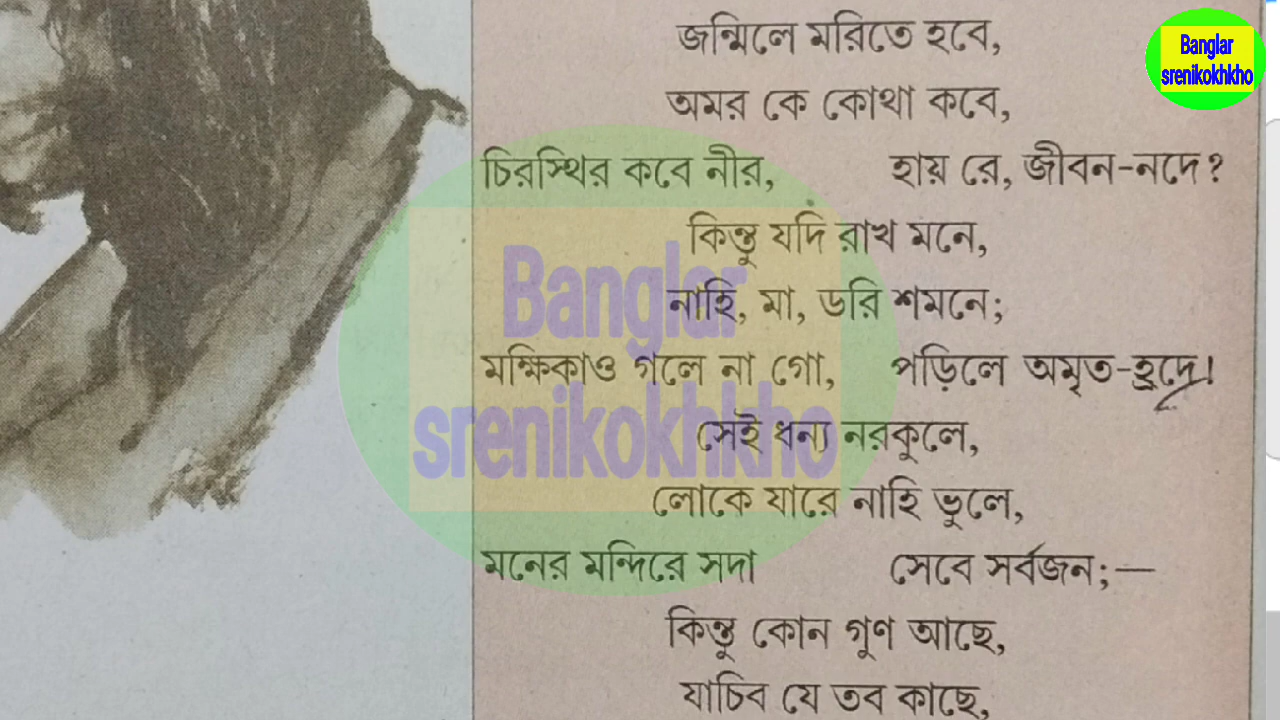 জন্মিলে মরিতে হবে,
অমর কে কোথা কবে,
চিরস্থির কবে নীর, হায় রে, জীবন-নদে?
কিন্তু যদি রাখ মনে,
নাহি, মা, ডরি শমনে;
মক্ষিকাও গলে না গো, পড়িলে অমৃত-হ্রদে।
সেই ধন্য নরকুলে,
লোকে যারে নাহি ভুলে,
মনের মন্দিরে সদা সেবে সর্বজন;—
কিন্তু কোন গুণ আছে,
যাচিব যে তব কাছে,
Banglar
srenikokhkho
Banglar
srenikokhkho